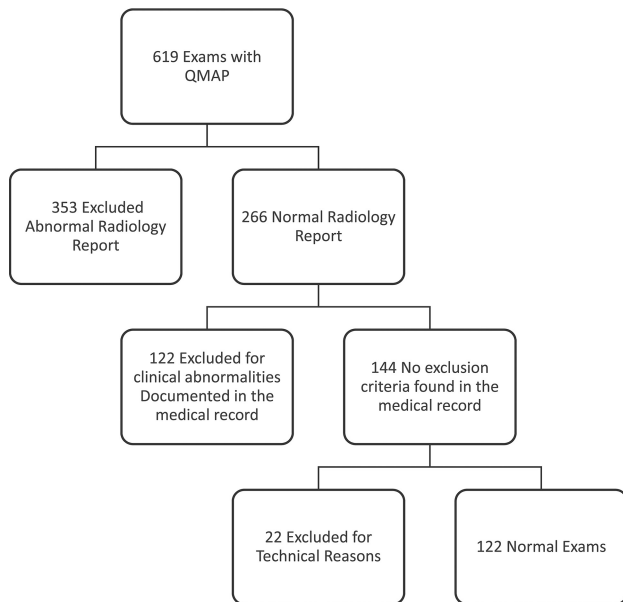 619 Exams with
QMAP
353 Excluded
Abnormal Radiology
Report
266 Normal Radiology
Report
122 Excluded for
clinical abnormalities
Documented in the
medical record
144 No exclusion
criteria found in the
medical record
22 Excluded for
Technical Reasons
122 Normal Exams